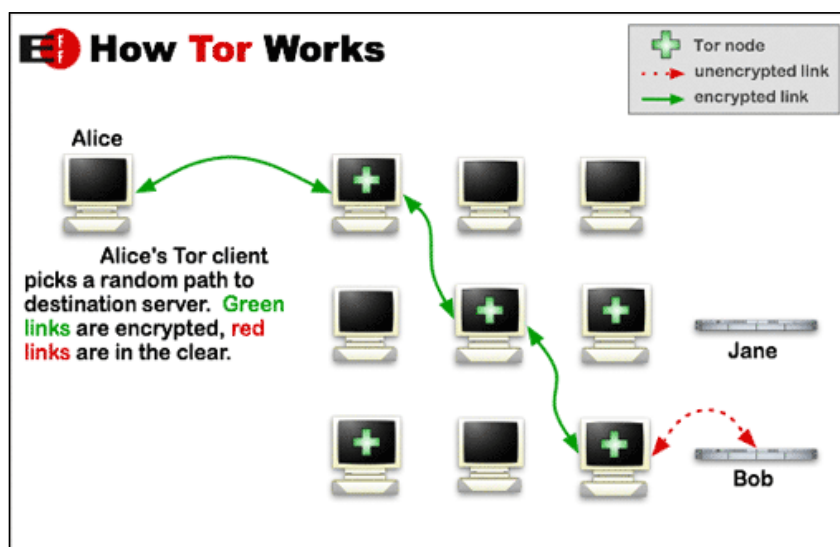 EFF How Tor Works
Tor node
unencrypted link
encrypted link
Alice
Alice's Tor client
picks a random path to
destination server. Green
links are encrypted, red
links are in the clear.
Jane
Bob